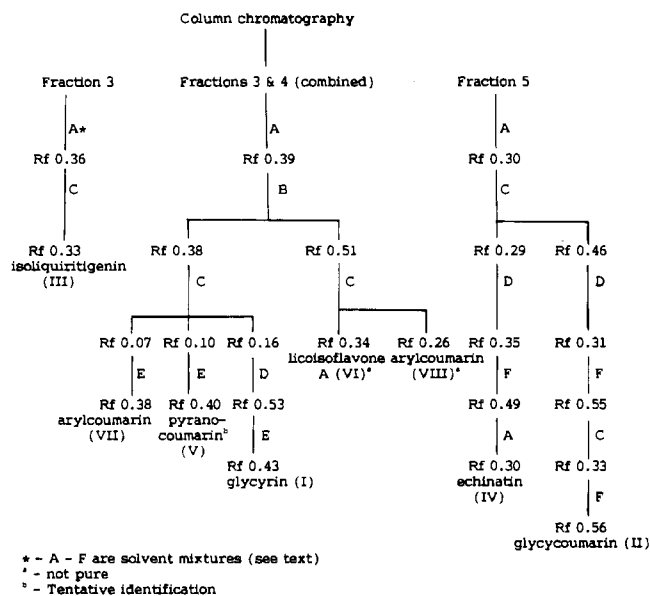 Column chromatography
Fraction 3 Fractions 3 & 4 (combined) Fraction 5
A* A A
Rf 0.36 Rf 0.39 Rf 0.30
C B C
Rf 0.33 Rf 0.38 Rf 0.51 Rf 0.29 Rf 0.46
isoliquiritigenin
(III)
C C D D
Rf 0.07 Rf 0.10 Rf 0.16 Rf 0.34 Rf 0.26 Rf 0.35 Rf 0.31
licoisoflavone arylcoumarin
A (VI)ª (VIII)ª
E E D F F
Rf 0.38 Rf 0.40 Rf 0.53 Rf 0.49 Rf 0.55
arylcoumarin pyrano-
(VII) coumarinᵇ
(V)
E A C
Rf 0.43 Rf 0.30 Rf 0.33
glycyrin (I) echinatin
(IV)
F
Rf 0.56
glycycoumarin (II)
* - A - F are solvent mixtures (see text)
ª - not pure
ᵇ - Tentative identification